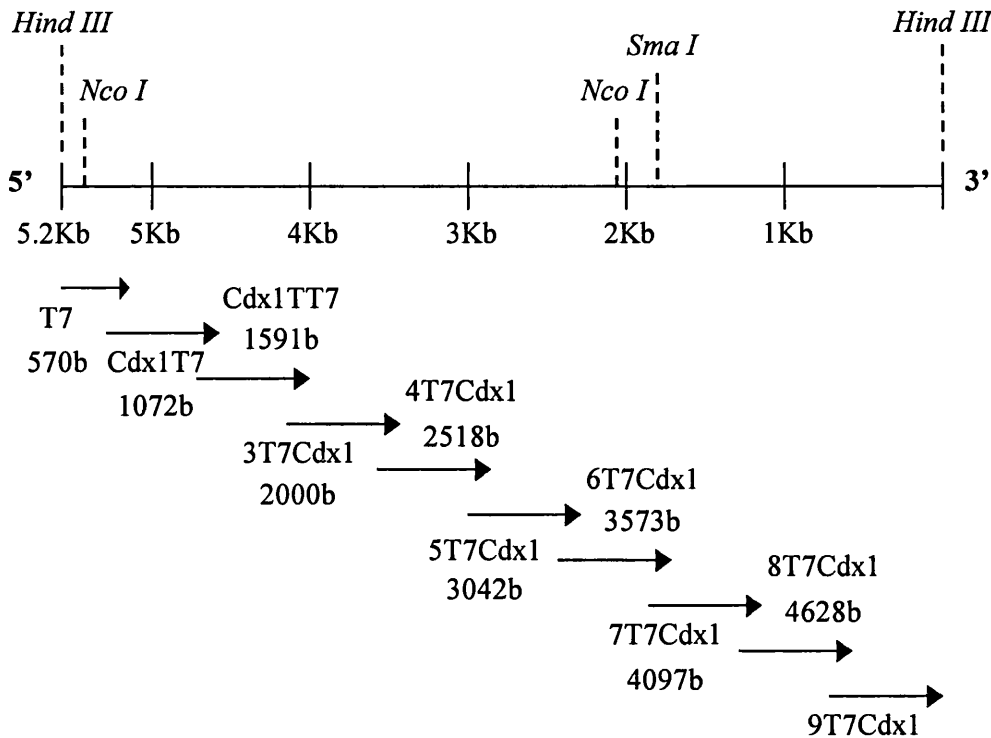 Hind III
Hind III
Sma I
Nco I
Nco I
5’
3’
5.2Kb 5Kb 4Kb 3Kb 2Kb 1Kb
T7
570b
Cdx1TT7
1591b
Cdx1T7
1072b
4T7Cdx1
2518b
3T7Cdx1
2000b
6T7Cdx1
3573b
5T7Cdx1
3042b
8T7Cdx1
4628b
7T7Cdx1
4097b
9T7Cdx1